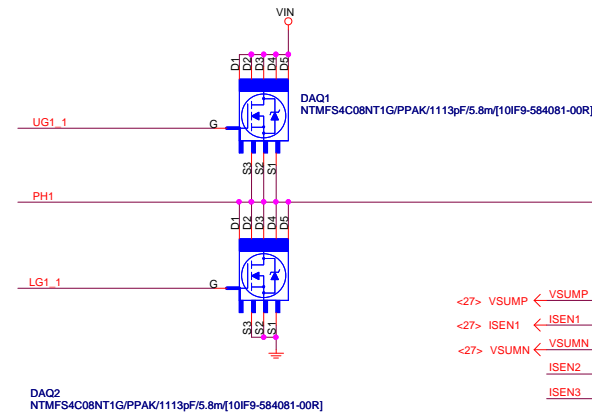 VIN
D1 D2 D3 D4 D5
DAQ1
NTMFS4C08NT1G/PPAK/1113pF/5.8m/[10IF9-584081-00R]
UG1_1
G
S3 S2 S1
PH1
D1 D2 D3 D4 D5
LG1_1
G
VSUMP
<27> VSUMP
ISEN1
<27> ISEN1
S3 S2 S1
VSUMN
<27> VSUMN
ISEN2
ISEN3
DAQ2
NTMFS4C08NT1G/PPAK/1113pF/5.8m/[10IF9-584081-00R]